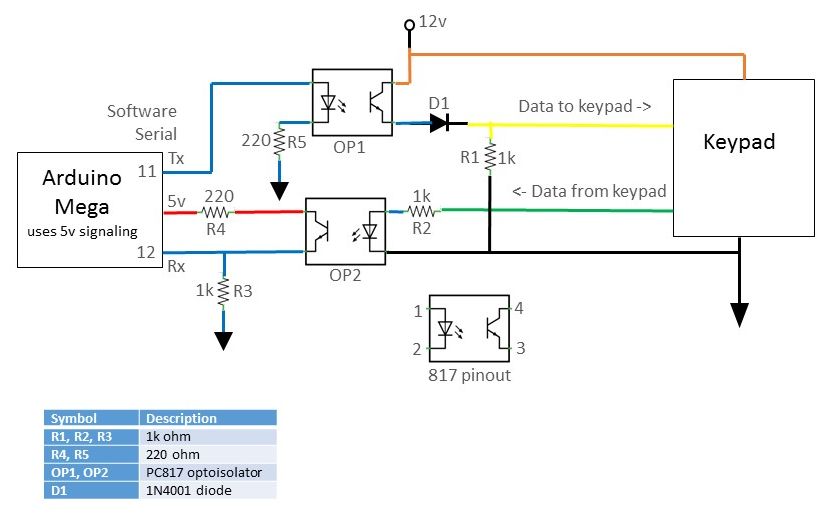 12v
D1
Software
Serial
Tx
Data to keypad ->
220
R5
OP1
R1
1k
Keypad
11
Arduino
Mega
uses 5v signaling
5v
220
R4
1k
R2
<- Data from keypad
12
Rx
OP2
1k
R3
1
4
2
3
817 pinout
Symbol Description
R1, R2, R3 1k ohm
R4, R5 220 ohm
OP1, OP2 PC817 optoisolator
D1 1N4001 diode